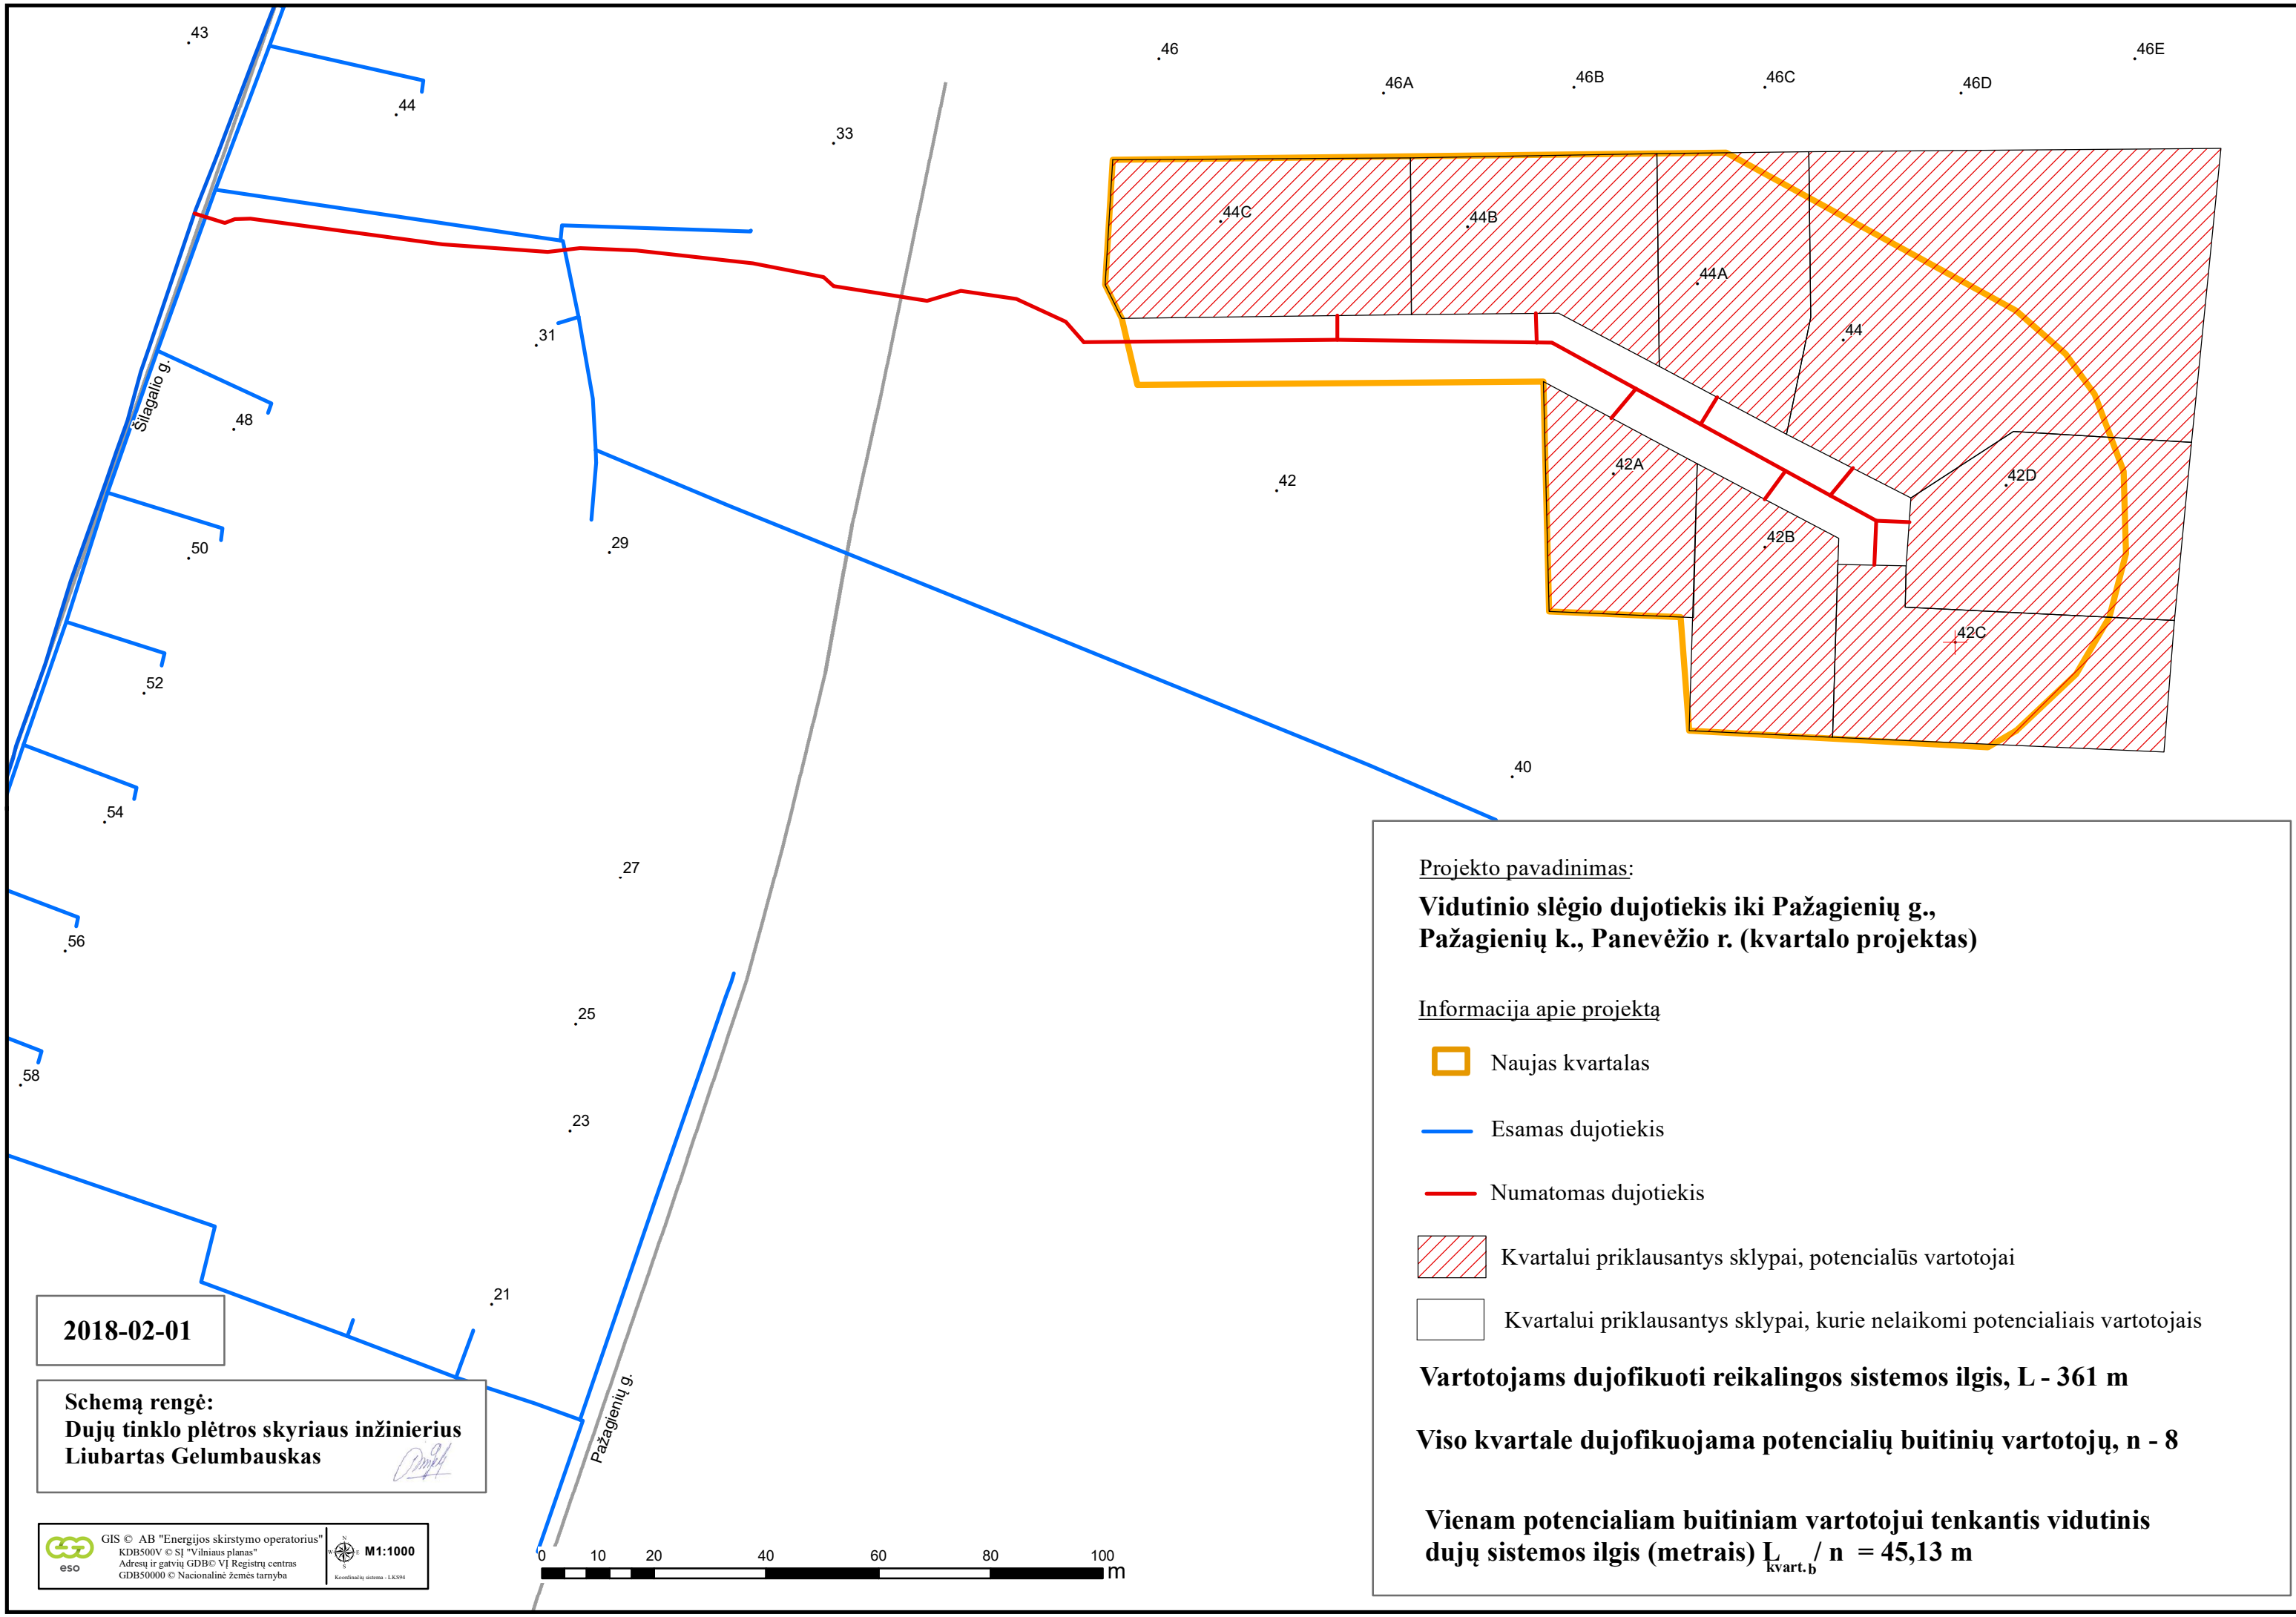 43
44
33
46
46A
46B
46C
46D
46E
44C
44B
44A
44
31
Šilagalio g.
48
42
42A
42D
42B
50
29
42C
52
40
54
27
56
25
58
23
21
Pažagienių g.
Projekto pavadinimas:
Vidutinio slėgio dujotiekis iki Pažagienių g.,
Pažagienių k., Panevėžio r. (kvartalo projektas)
Informacija apie projektą
Naujas kvartalas
Esamas dujotiekis
Numatomas dujotiekis
Kvartalui priklausantys sklypai, potencialūs vartotojai
Kvartalui priklausantys sklypai, kurie nelaikomi potencialiais vartotojais
Vartotojams dujofikuoti reikalingos sistemos ilgis, L - 361 m
Viso kvartale dujofikuojama potencialių buitinių vartotojų, n - 8
Vienam potencialiam buitiniam vartotojui tenkantis vidutinis
dujų sistemos ilgis (metrais) L kvart.b / n = 45,13 m
2018-02-01
Schemą rengė:
Dujų tinklo plėtros skyriaus inžinierius
Liubartas Gelumbauskas
eso
GIS © AB "Energijos skirstymo operatorius"
KDB500V © SĮ "Vilniaus planas"
Adresų ir gatvių GDB© VĮ Registrų centras
GDB50000 © Nacionalinė žemės tarnyba
N
W E
S
M1:1000
Koordinačių sistema - LKS94
0 10 20 40 60 80 100
m